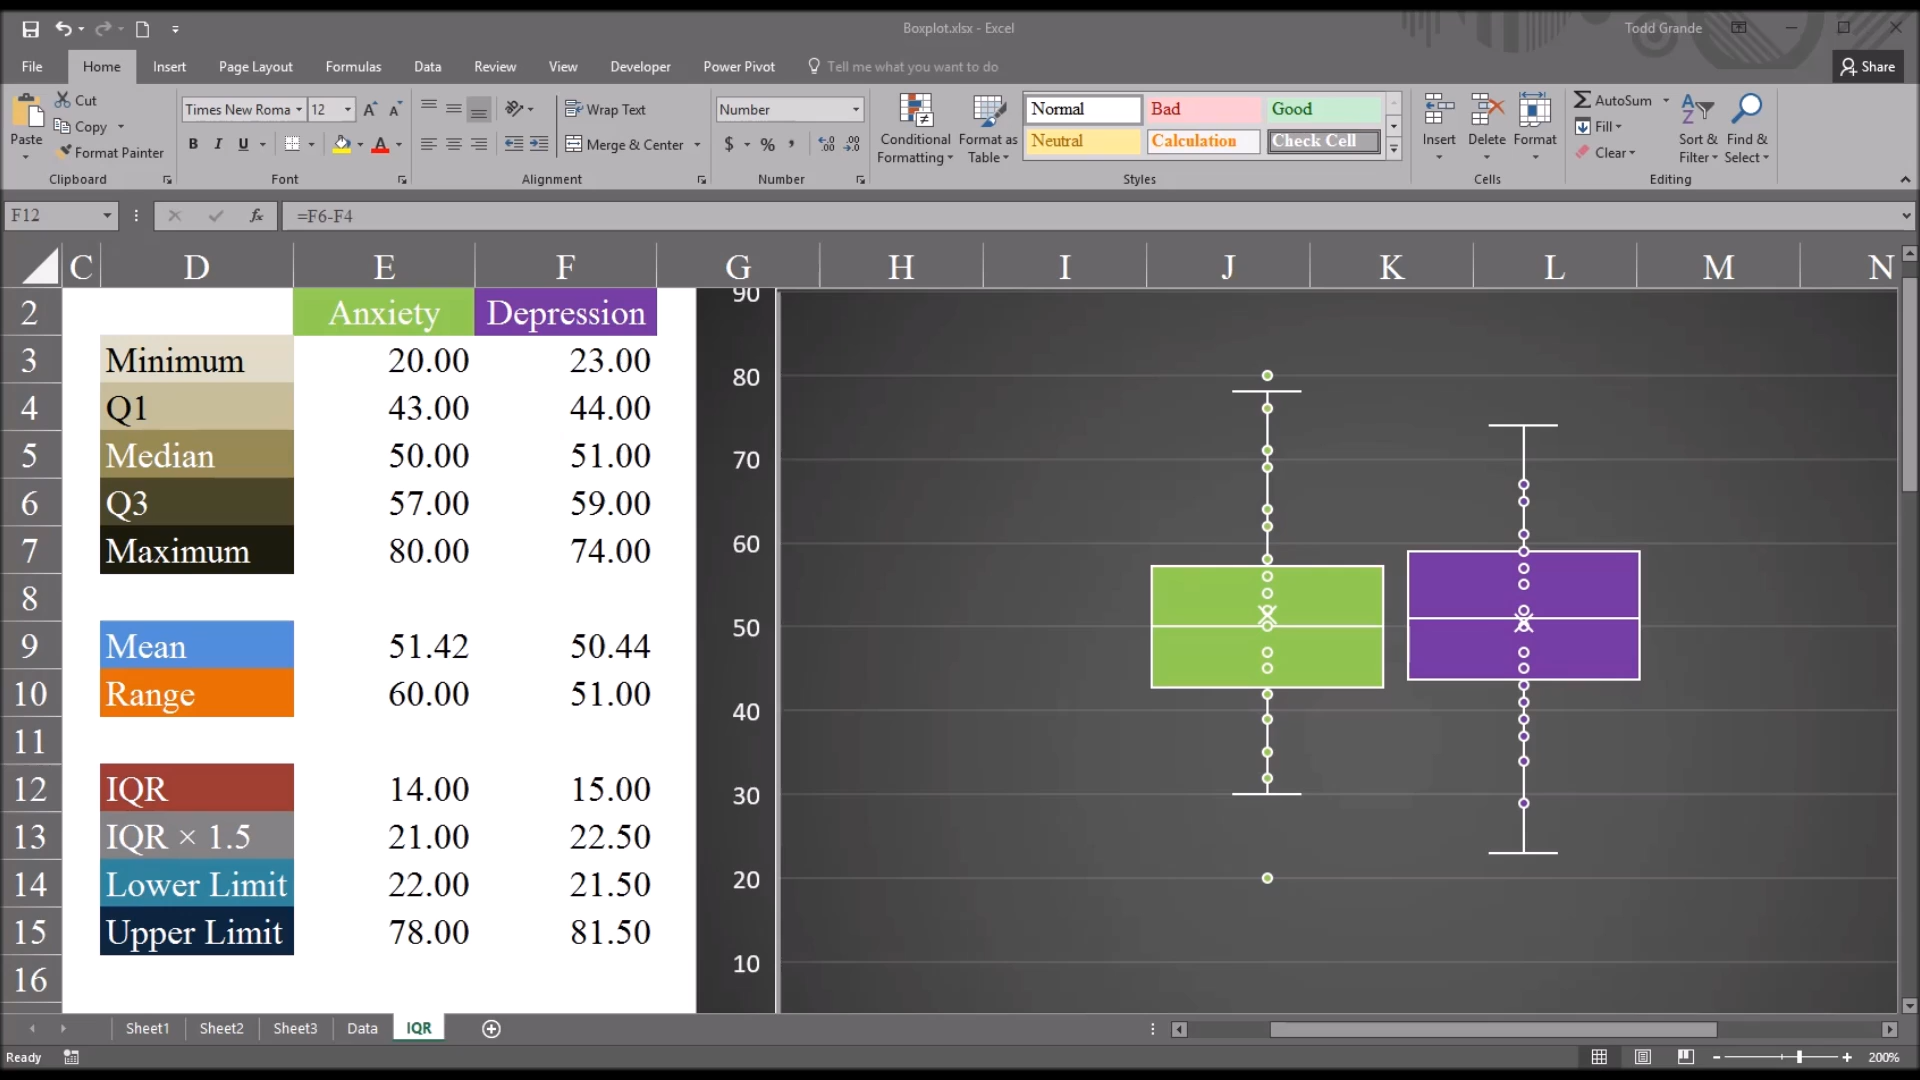 Boxplot.xlsx - Excel
Todd Grande
File Home Insert Page Layout Formulas Data Review View Developer Power Pivot Tell me what you want to do Share
Paste
Cut
Copy
Format Painter
Clipboard
Times New Roma 12
B I U
Font
Wrap Text
Merge & Center
Alignment
Number
$ % ,
Number
Conditional Formatting
Format as Table
Normal Bad Good
Neutral Calculation Check Cell
Styles
Insert Delete Format
Cells
AutoSum
Fill
Clear
Sort & Filter
Find & Select
Editing
F12 fx =F6-F4
C D E F G H I J K L M N
2 Anxiety Depression
3 Minimum 20.00 23.00
4 Q1 43.00 44.00
5 Median 50.00 51.00
6 Q3 57.00 59.00
7 Maximum 80.00 74.00
8
9 Mean 51.42 50.44
10 Range 60.00 51.00
11
12 IQR 14.00 15.00
13 IQR × 1.5 21.00 22.50
14 Lower Limit 22.00 21.50
15 Upper Limit 78.00 81.50
16
90
80
70
60
50
40
30
20
10
Sheet1 Sheet2 Sheet3 Data IQR
Ready 200%